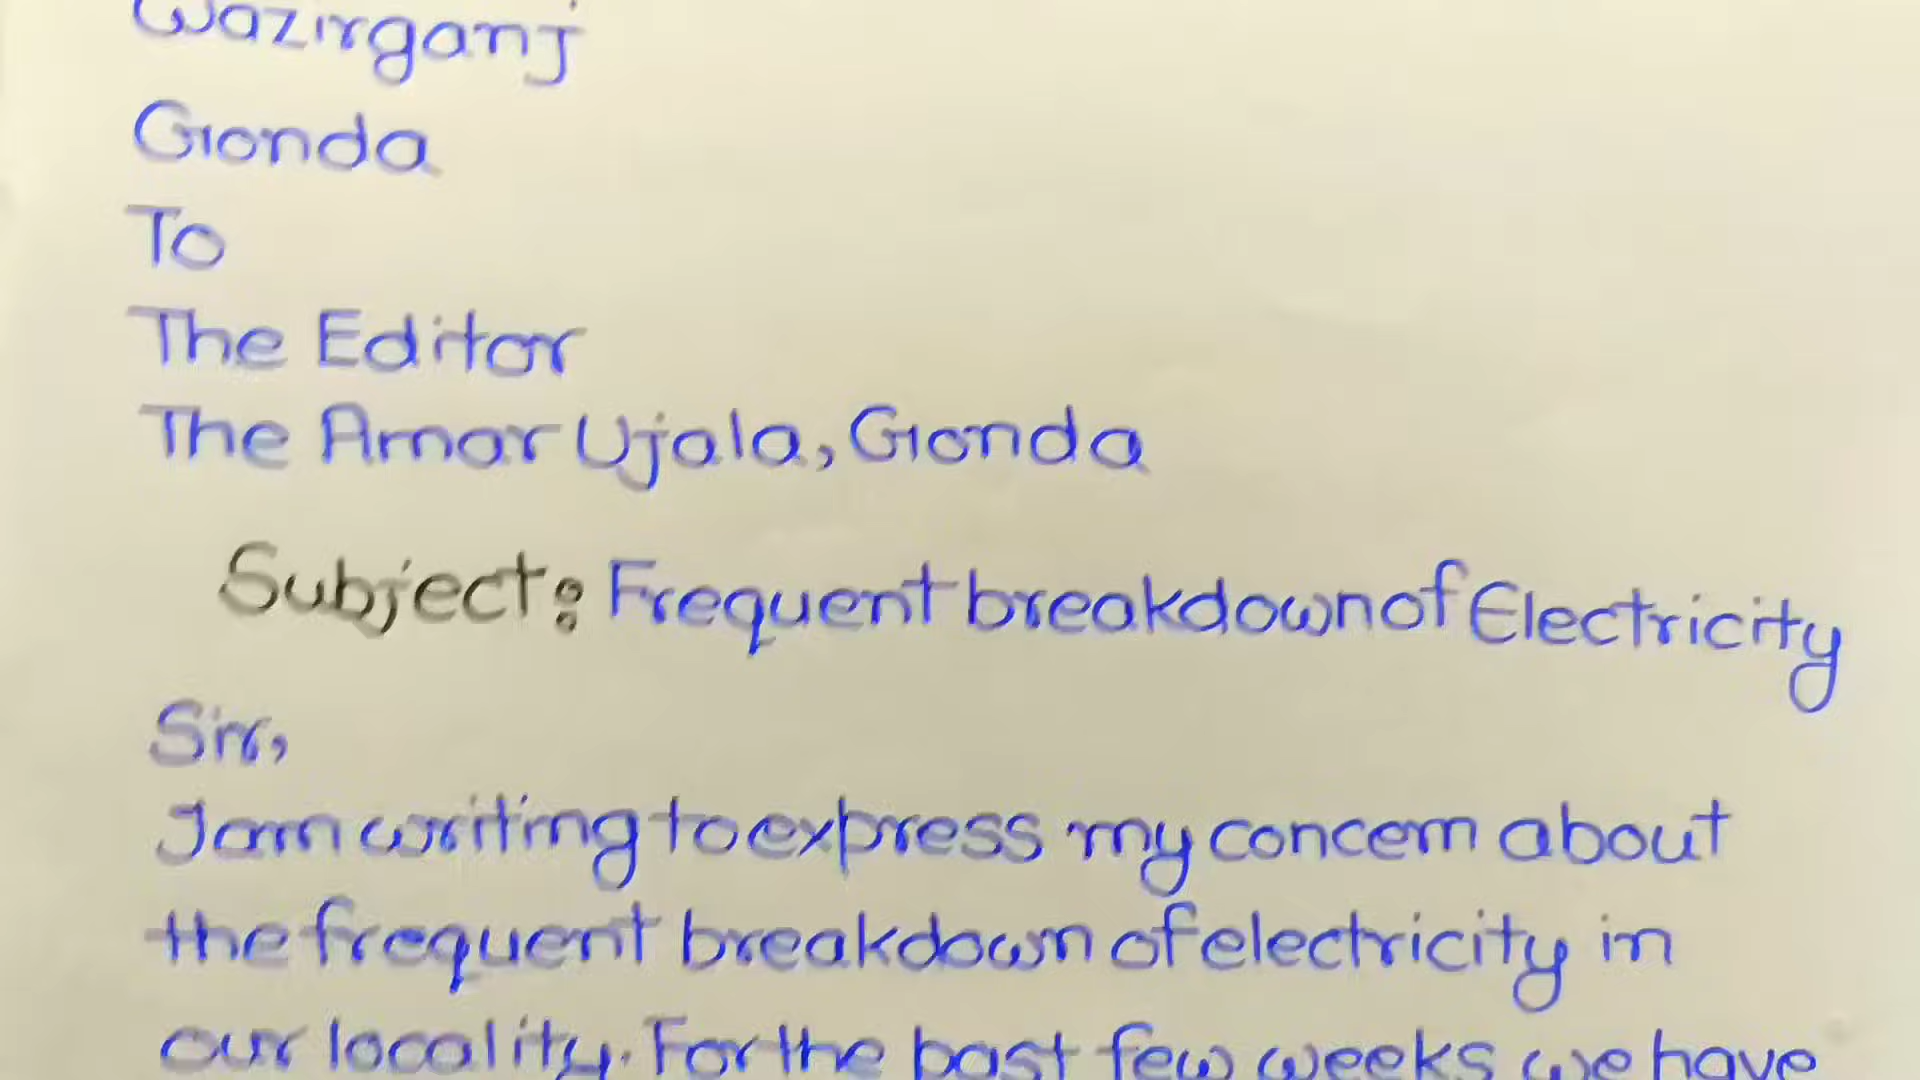 Wazirganj
Gonda
To
The Editor
The Amar Ujala, Gonda
Subject: Frequent breakdown of Electricity
Sir,
I am writing to express my concern about
the frequent breakdown of electricity in
our locality. For the past few weeks we have